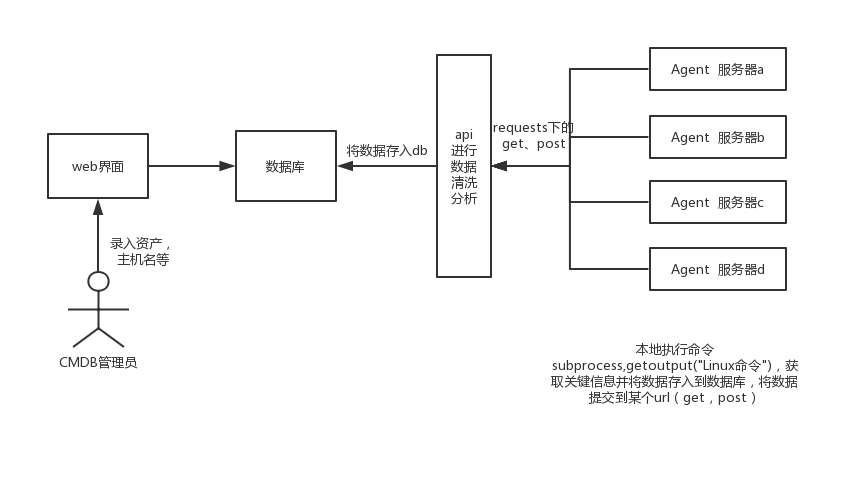 web界面
录入资产，
主机名等
CMDB管理员
数据库
将数据存入db
api
进行
数据
清洗
分析
requests下的
get、post
Agent 服务器a
Agent 服务器b
Agent 服务器c
Agent 服务器d
本地执行命令
subprocess,getoutput("Linux命令")，获
取关键信息并将数据存入到数据库，将数据
提交到某个url（get，post）